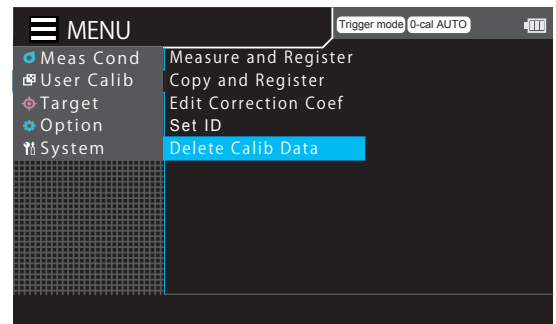 MENU
Trigger mode 0-cal AUTO
Meas Cond
User Calib
Target
Option
System
Measure and Register
Copy and Register
Edit Correction Coef
Set ID
Delete Calib Data